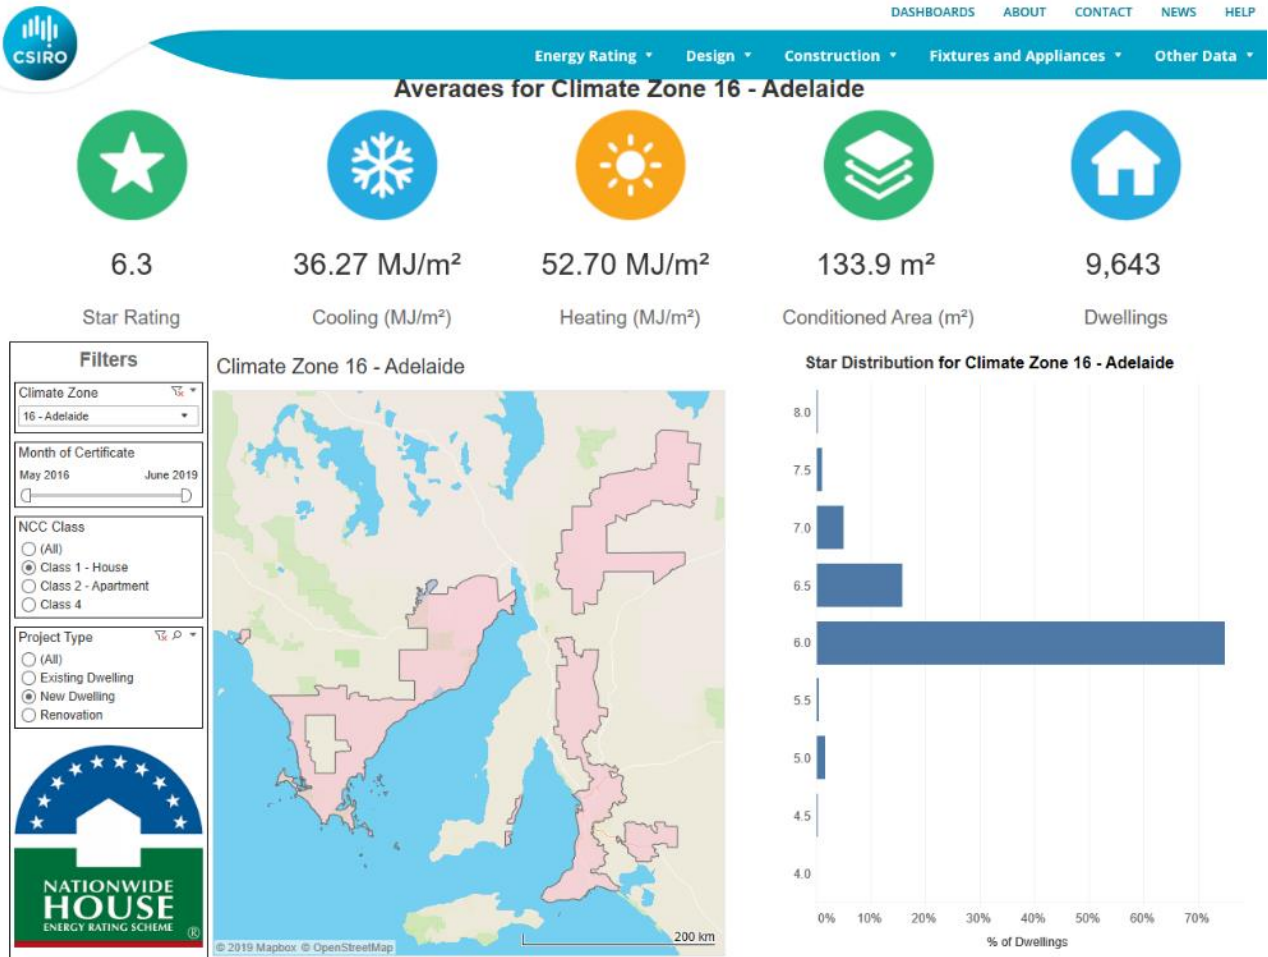 DASHBOARDS ABOUT CONTACT NEWS HELP
CSIRO
Energy Rating Design Construction Fixtures and Appliances Other Data
Averages for Climate Zone 16 - Adelaide
6.3 36.27 MJ/m² 52.70 MJ/m² 133.9 m² 9,643
Star Rating Cooling (MJ/m²) Heating (MJ/m²) Conditioned Area (m²) Dwellings
Filters
Climate Zone
16 - Adelaide
Month of Certificate
May 2016 June 2019
NCC Class
(All)
Class 1 - House
Class 2 - Apartment
Class 4
Project Type
(All)
Existing Dwelling
New Dwelling
Renovation
NATIONWIDE
HOUSE
ENERGY RATING SCHEME ®
Climate Zone 16 - Adelaide
200 km
© 2019 Mapbox © OpenStreetMap
Star Distribution for Climate Zone 16 - Adelaide
8.0
7.5
7.0
6.5
6.0
5.5
5.0
4.5
4.0
0% 10% 20% 30% 40% 50% 60% 70%
% of Dwellings